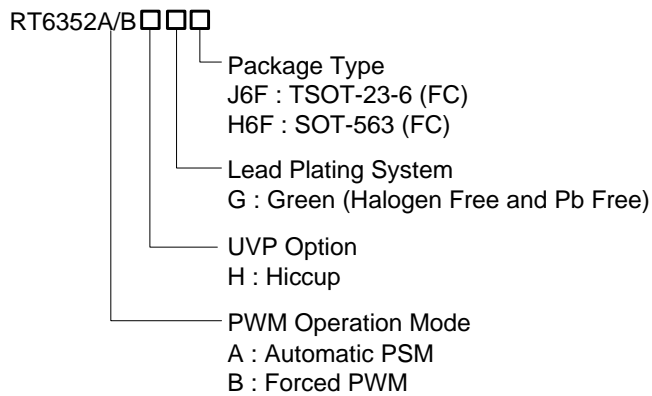 RT6352A/B
Package Type
J6F : TSOT-23-6 (FC)
H6F : SOT-563 (FC)
Lead Plating System
G : Green (Halogen Free and Pb Free)
UVP Option
H : Hiccup
PWM Operation Mode
A : Automatic PSM
B : Forced PWM